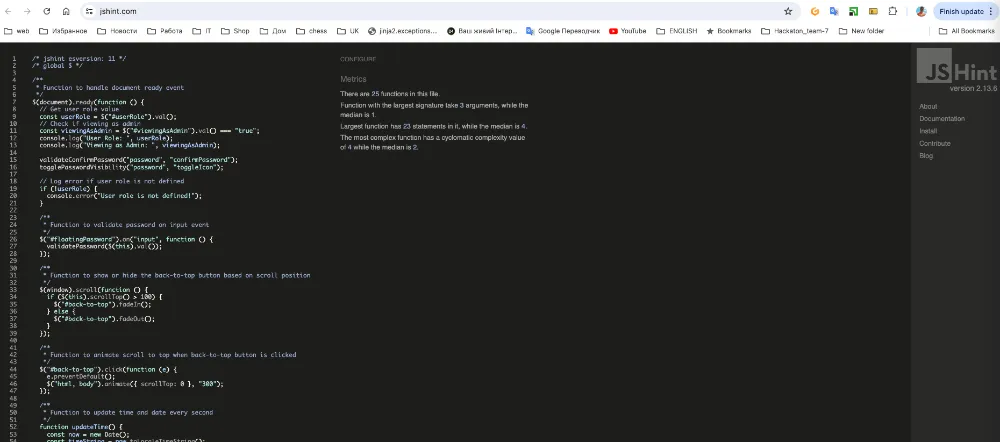 jshint.com
Finish update
web
Избранное
Новости
Работа
IT
Shop
Дом
chess
UK
jinja2.exceptions....
Ваш живий Інтер...
Google Переводчик
YouTube
ENGLISH
Bookmarks
Hackaton_team-7
New folder
All Bookmarks
1 /* jshint esversion: 11 */
2 /* global $ */
3
4 /**
5 * Function to handle document ready event
6 */
7 $(document).ready(function () {
8 // Get user role value
9 const userRole = $("#userRole").val();
10 // Check if viewing as admin
11 const viewingAsAdmin = $("#viewingAsAdmin").val() === "true";
12 console.log("User Role: ", userRole);
13 console.log("Viewing as Admin: ", viewingAsAdmin);
14
15 validateConfirmPassword("password", "confirmPassword");
16 togglePasswordVisibility("password", "toggleIcon");
17
18 // Log error if user role is not defined
19 if (!userRole) {
20 console.error("User role is not defined!");
21 }
22
23 /**
24 * Function to validate password on input event
25 */
26 $("#floatingPassword").on("input", function () {
27 validatePassword($(this).val());
28 });
29
30 /**
31 * Function to show or hide the back-to-top button based on scroll position
32 */
33 $(window).scroll(function () {
34 if ($(this).scrollTop() > 100) {
35 $("#back-to-top").fadeIn();
36 } else {
37 $("#back-to-top").fadeOut();
38 }
39 });
40
41 /**
42 * Function to animate scroll to top when back-to-top button is clicked
43 */
44 $("#back-to-top").click(function (e) {
45 e.preventDefault();
46 $("html, body").animate({ scrollTop: 0 }, "300");
47 });
48
49 /**
50 * Function to update time and date every second
51 */
52 function updateTime() {
53 const now = new Date();
54 const timeString = now.toLocaleTimeString();
CONFIGURE
Metrics
There are 25 functions in this file.
Function with the largest signature take 3 arguments, while the
median is 1.
Largest function has 23 statements in it, while the median is 4.
The most complex function has a cyclomatic complexity value
of 4 while the median is 2.
JSHint
version 2.13.6
About
Documentation
Install
Contribute
Blog